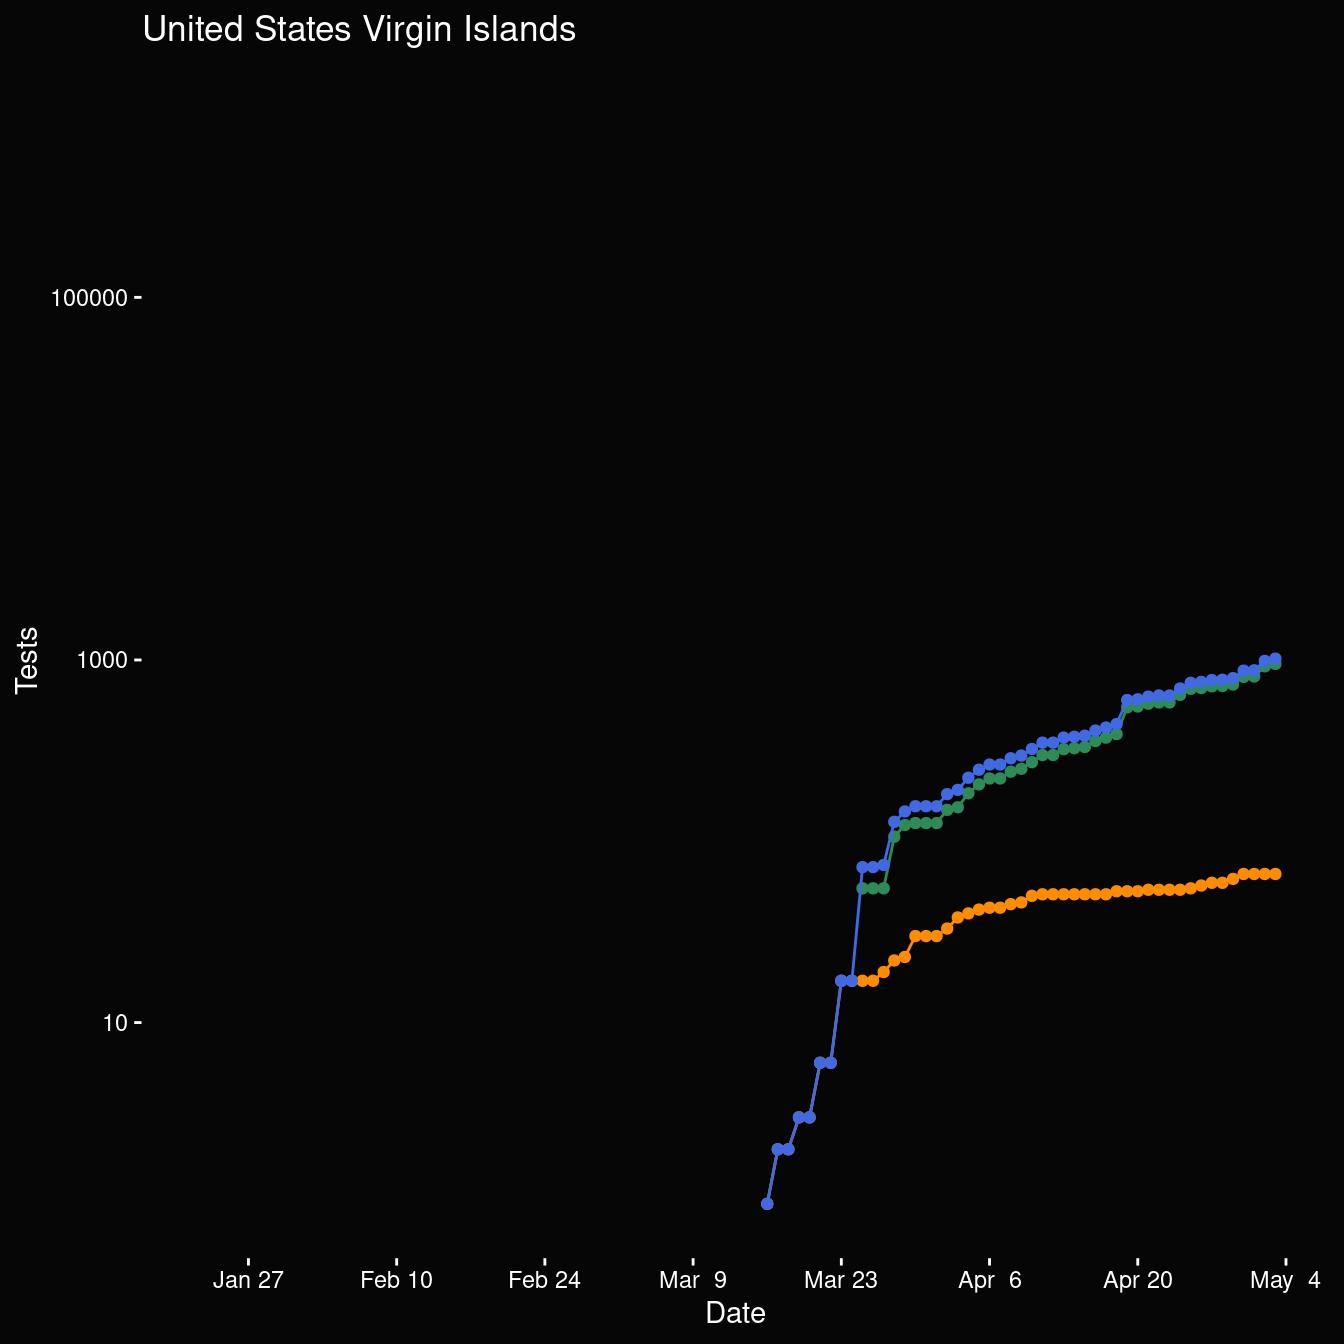 United States Virgin Islands
100000
1000
10
Tests
Jan 27
Feb 10
Feb 24
Mar  9
Mar 23
Apr  6
Apr 20
May  4
Date